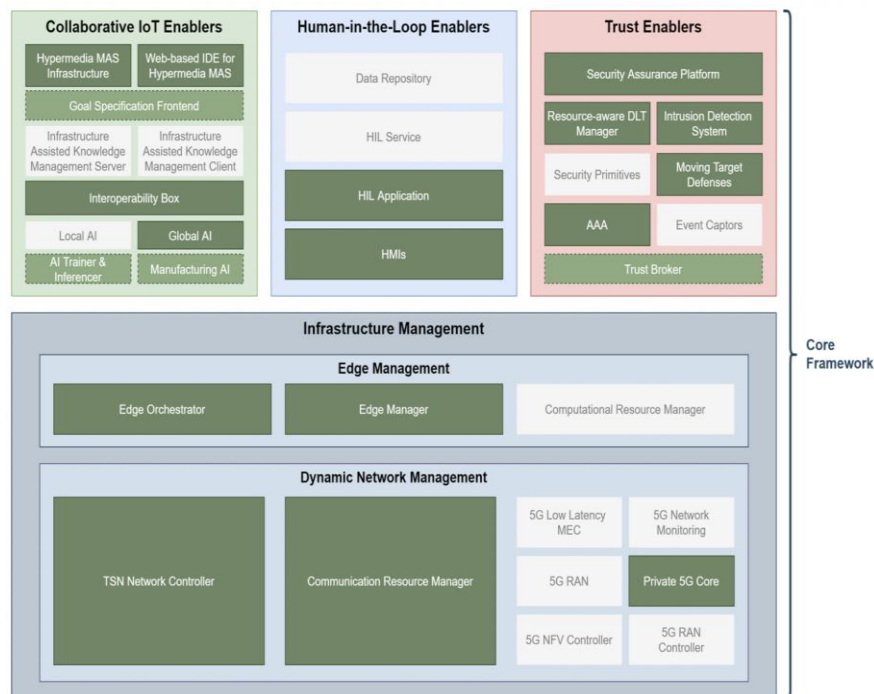 Collaborative IoT Enablers
Hypermedia MAS
Infrastructure
Web-based IDE for
Hypermedia MAS
Goal Specification Frontend
Infrastructure
Assisted Knowledge
Management Server
Infrastructure
Assisted Knowledge
Management Client
Interoperability Box
Local AI
Global AI
AI Trainer &
Inferencer
Manufacturing AI
Human-in-the-Loop Enablers
Data Repository
HIL Service
HIL Application
HMIs
Trust Enablers
Security Assurance Platform
Resource-aware DLT
Manager
Intrusion Detection
System
Security Primitives
Moving Target
Defenses
AAA
Event Captors
Trust Broker
Infrastructure Management
Edge Management
Edge Orchestrator
Edge Manager
Computational Resource Manager
Dynamic Network Management
TSN Network Controller
Communication Resource Manager
5G Low Latency
MEC
5G Network
Monitoring
5G RAN
Private 5G Core
5G NFV Controller
5G RAN
Controller
Core
Framework